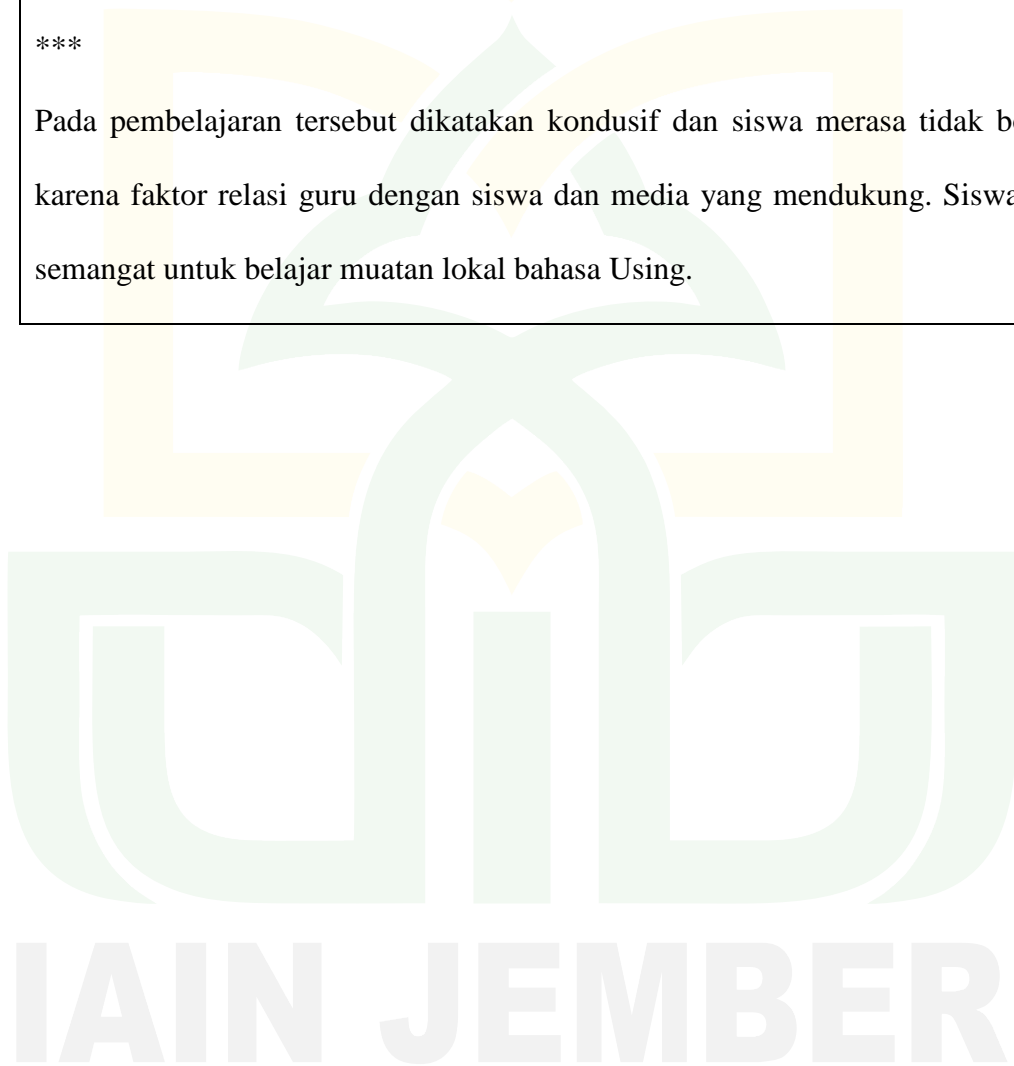 ***
Pada pembelajaran tersebut dikatakan kondusif dan siswa merasa tidak
karena faktor relasi guru dengan siswa dan media yang mendukung. Siswa
semangat untuk belajar muatan lokal bahasa Using.
IAIN JEMBER